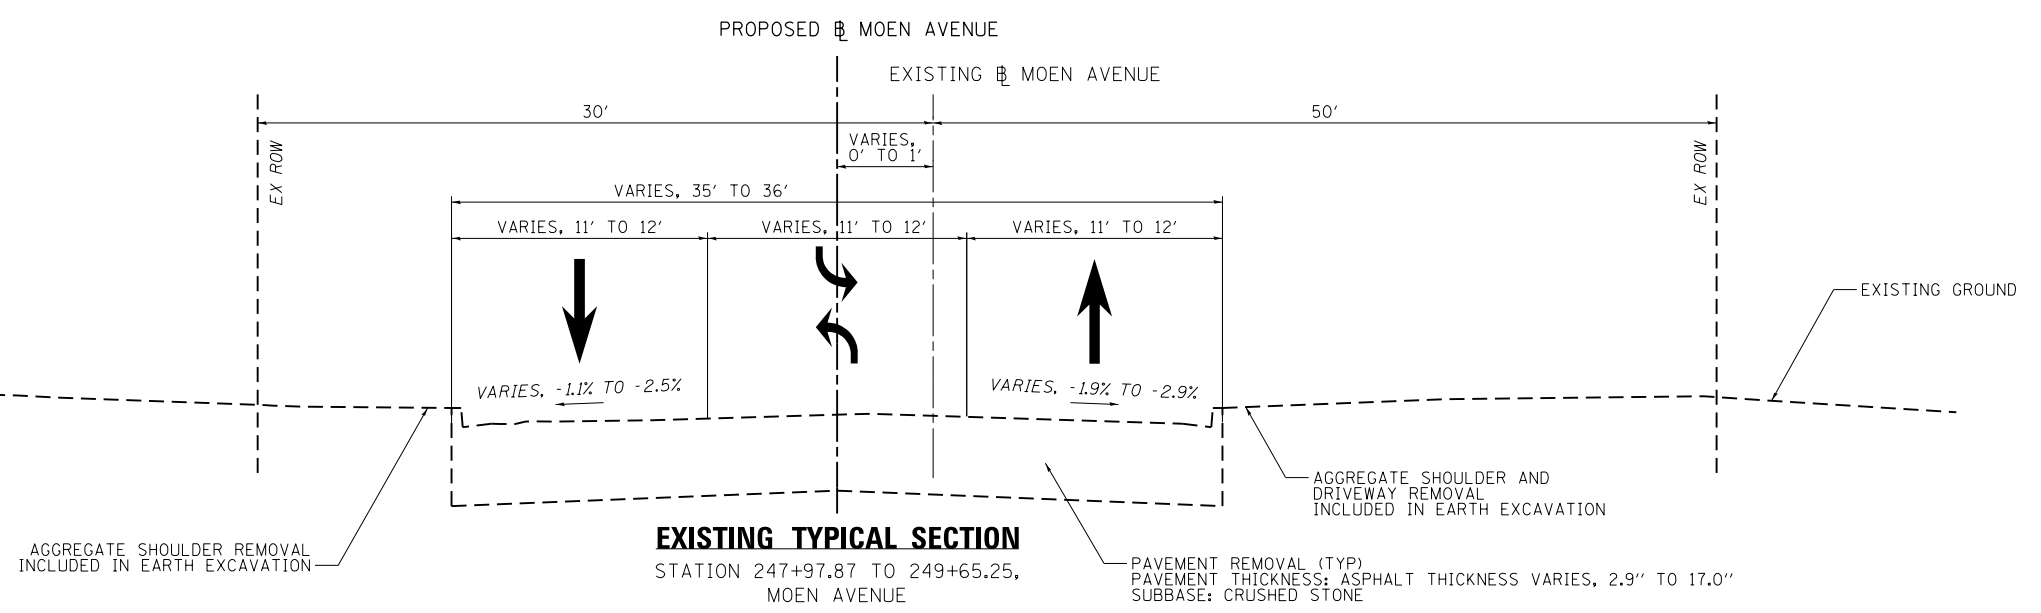 PROPOSED ℄ MOEN AVENUE
EXISTING ℄ MOEN AVENUE
30'
50'
VARIES,
0' TO 1'
EX ROW
EX ROW
VARIES, 35' TO 36'
VARIES, 11' TO 12'
VARIES, 11' TO 12'
VARIES, 11' TO 12'
EXISTING GROUND
VARIES, -1.1% TO -2.5%
VARIES, -1.9% TO -2.9%
AGGREGATE SHOULDER AND
DRIVEWAY REMOVAL
INCLUDED IN EARTH EXCAVATION
AGGREGATE SHOULDER REMOVAL
INCLUDED IN EARTH EXCAVATION
EXISTING TYPICAL SECTION
STATION 247+97.87 TO 249+65.25,
MOEN AVENUE
PAVEMENT REMOVAL (TYP)
PAVEMENT THICKNESS: ASPHALT THICKNESS VARIES, 2.9'' TO 17.0''
SUBBASE: CRUSHED STONE